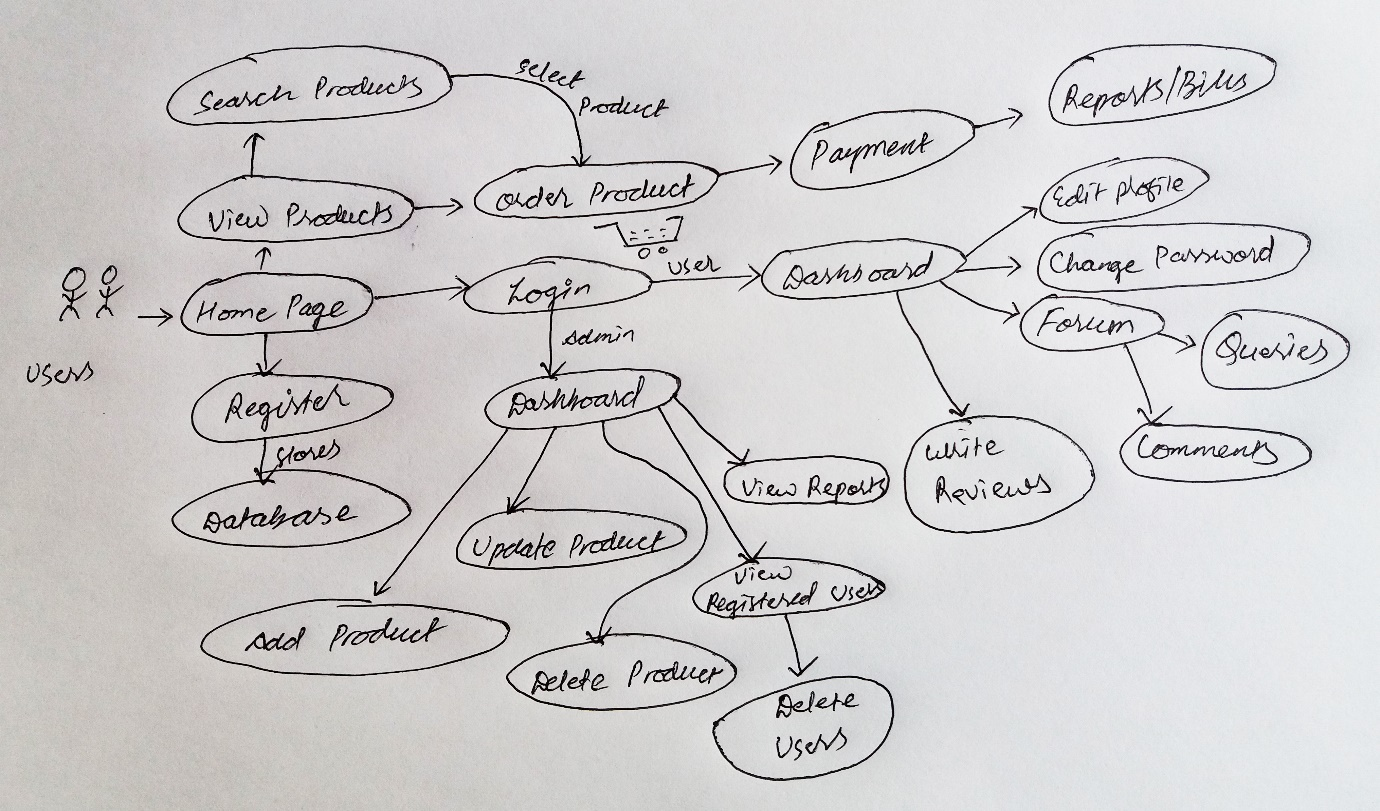 Search Products
select
Product
Reports/Bills
Payment
Order Product
View Products
Edit Profile
Change Password
user
Dashboard
Login
Home Page
Users
Forum
Queries
admin
Register
Dashboard
stores
Database
Comments
Write
Reviews
View Reports
Update Product
View
Registered Users
Add Product
Delete Product
Delete
Users